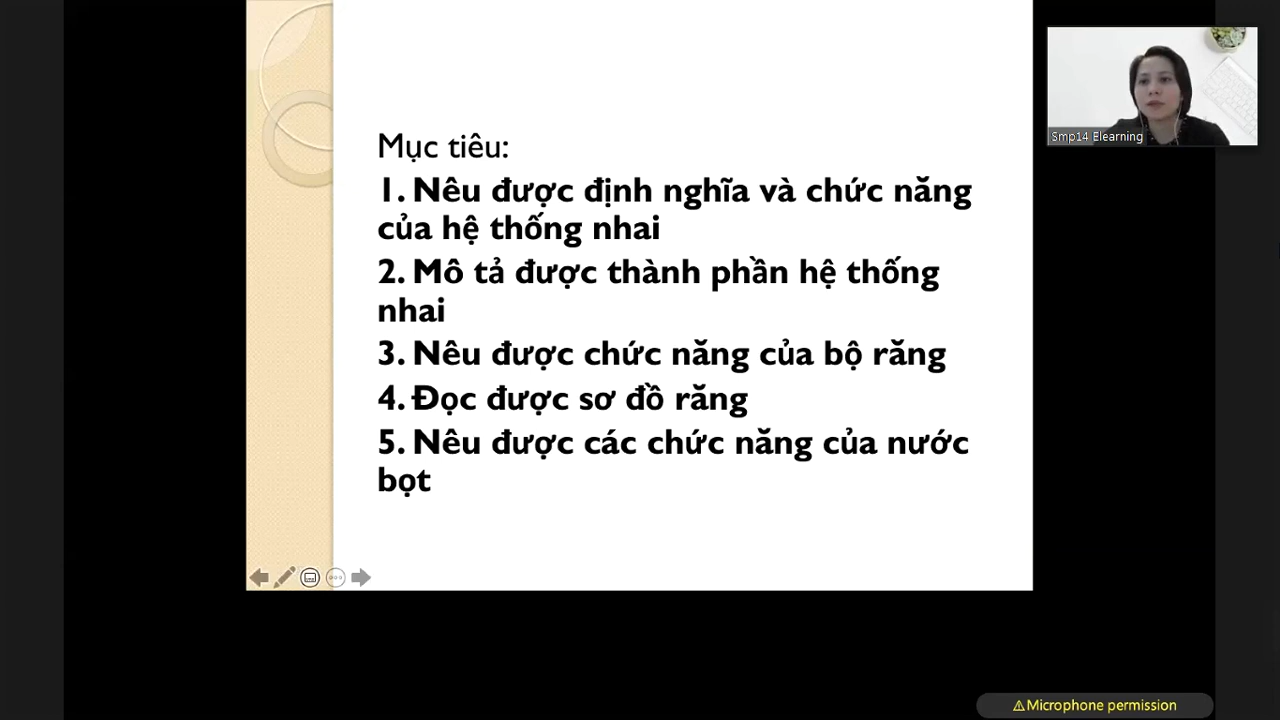 Mục tiêu:
1. Nêu được định nghĩa và chức năng
của hệ thống nhai
2. Mô tả được thành phần hệ thống
nhai
3. Nêu được chức năng của bộ răng
4. Đọc được sơ đồ răng
5. Nêu được các chức năng của nước
bọt
Smp14 Elearning
⚠Microphone permission